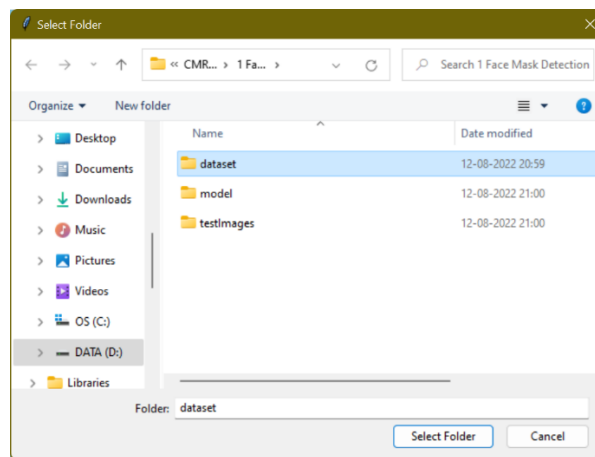 Select Folder
« CMR... › 1 Fa... ›
Search 1 Face Mask Detection
Organize
New folder
Name
Date modified
Desktop
Documents
Downloads
Music
Pictures
Videos
OS (C:)
DATA (D:)
Libraries
dataset 12-08-2022 20:59
model 12-08-2022 21:00
testImages 12-08-2022 21:00
Folder: dataset
Select Folder
Cancel